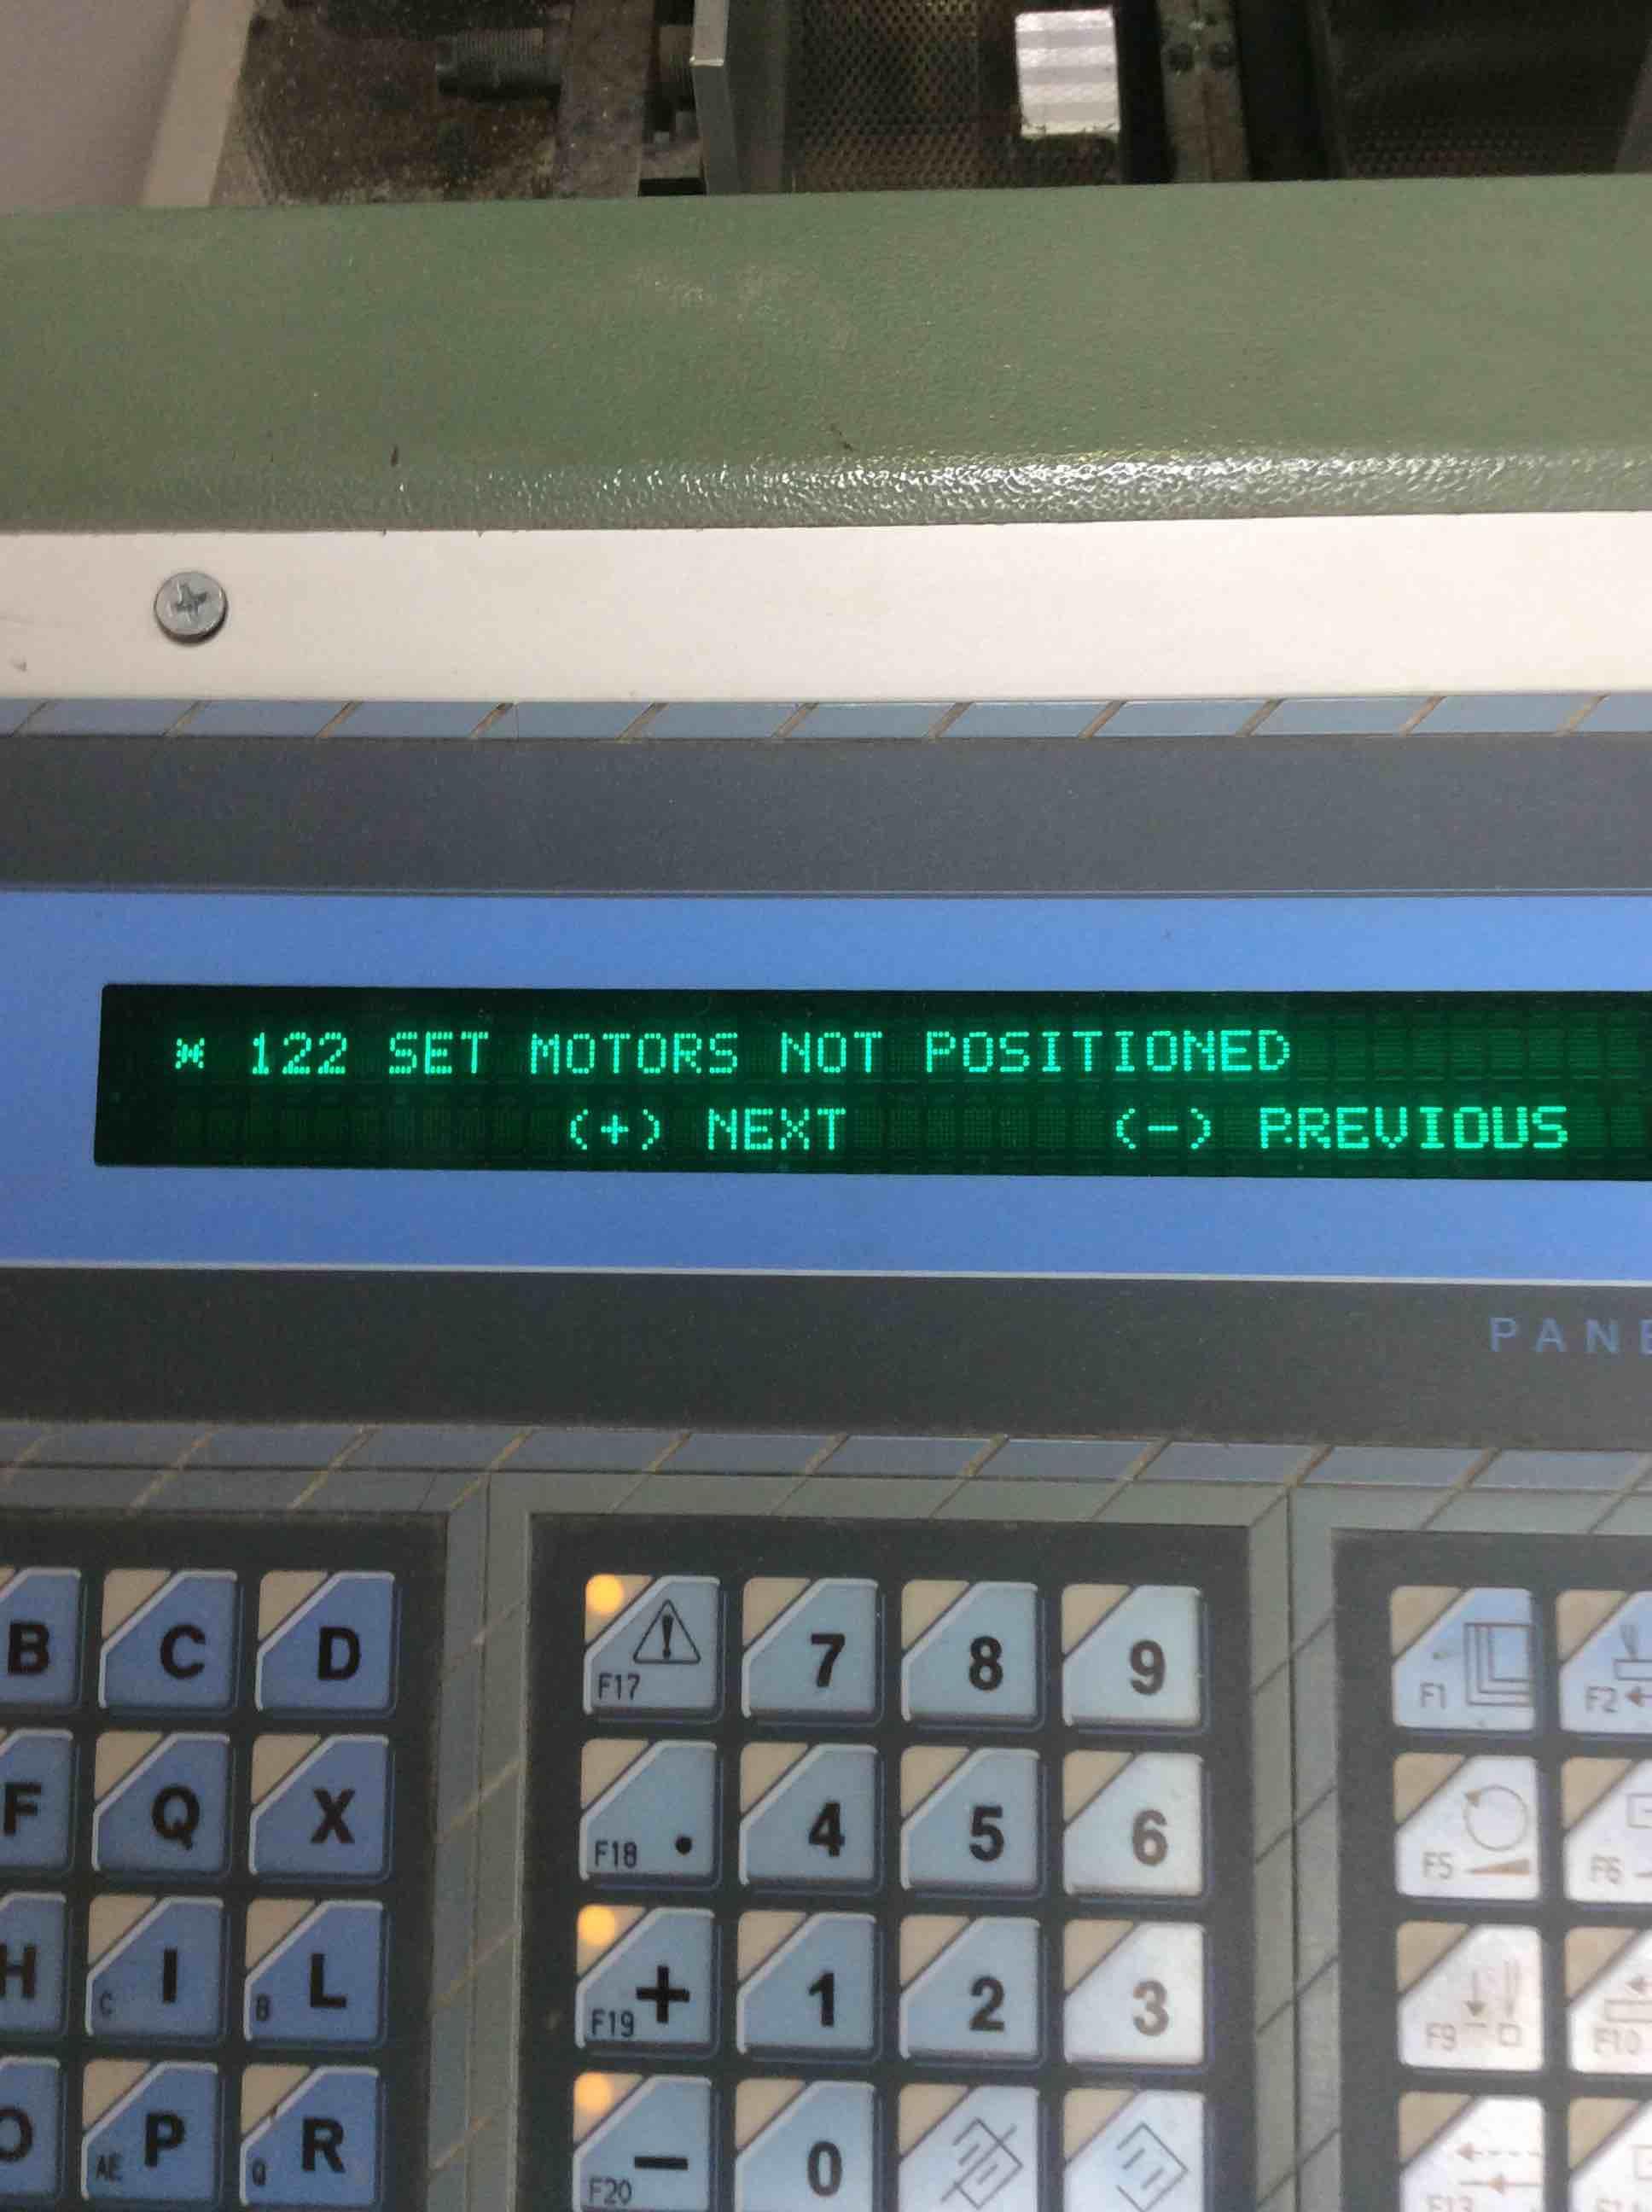 * 122 SET MOTORS NOT POSITIONED
(+) NEXT (-) PREVIOUS
B C D
F17 7 8 9
F1 F2
F Q X
F18 . 4 5 6
F5 F6
H C I B L
F19 + 1 2 3
F9 F10
O AE P Q R
F20 - 0